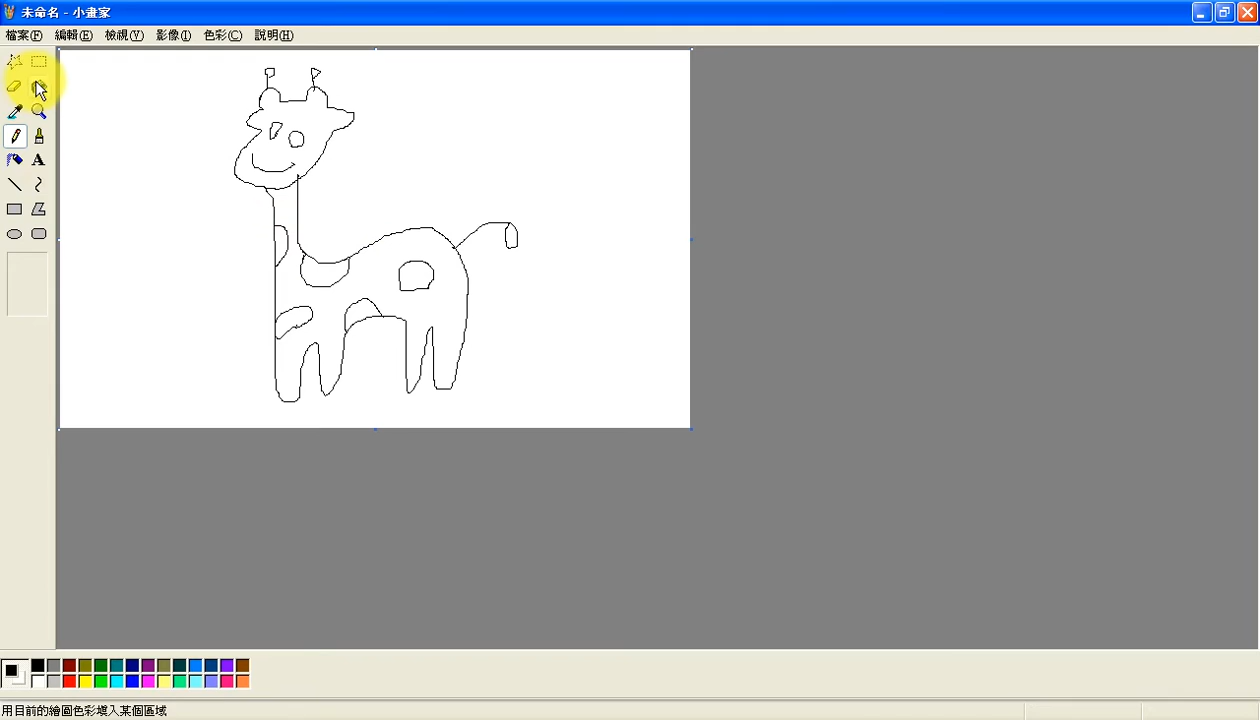 未命名 - 小畫家
檔案(F) 編輯(E) 檢視(V) 影像(I) 色彩(C) 說明(H)
A
用目前的繪圖色彩填入某個區域